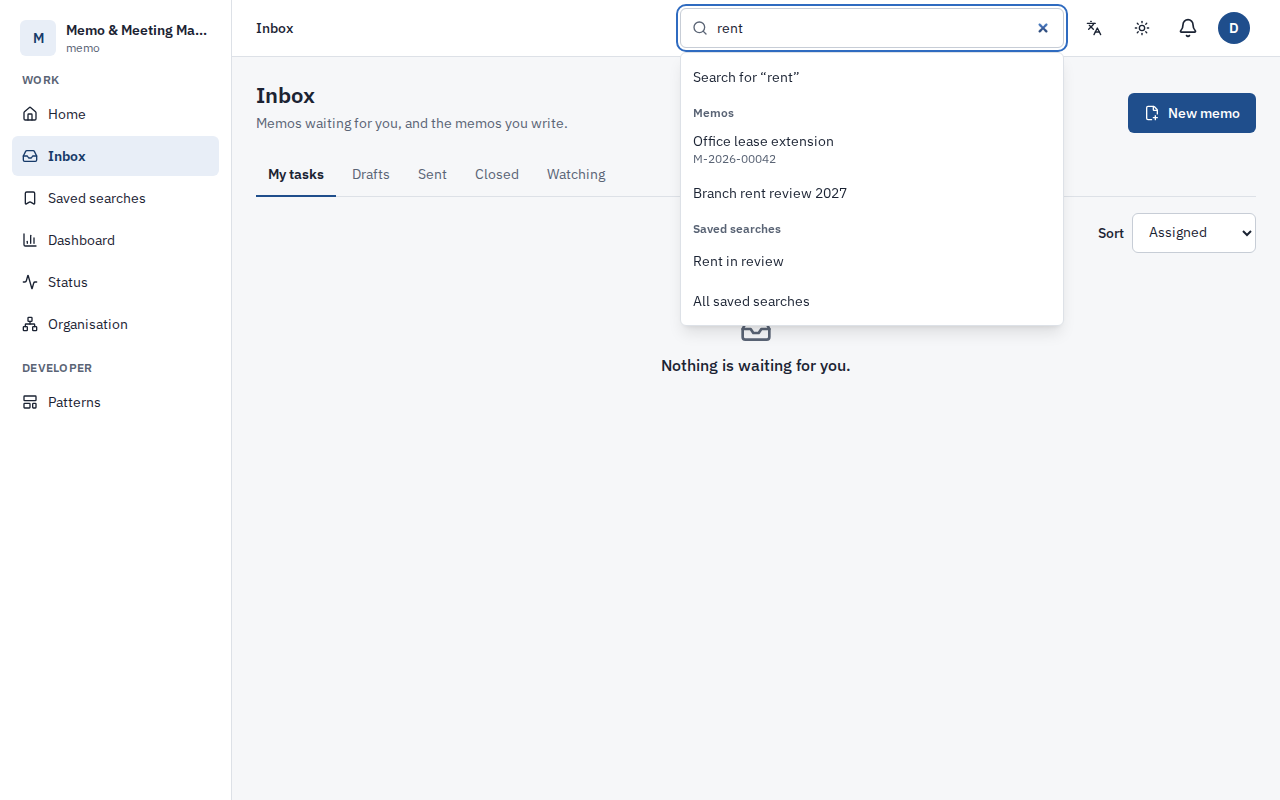 M
Memo & Meeting Ma...
memo
WORK
Home
Inbox
Saved searches
Dashboard
Status
Organisation
DEVELOPER
Patterns
Inbox
rent
D
Search for “rent”
Memos
Office lease extension
M-2026-00042
Branch rent review 2027
Saved searches
Rent in review
All saved searches
Inbox
Memos waiting for you, and the memos you write.
New memo
My tasks
Drafts
Sent
Closed
Watching
Sort
Assigned
Nothing is waiting for you.